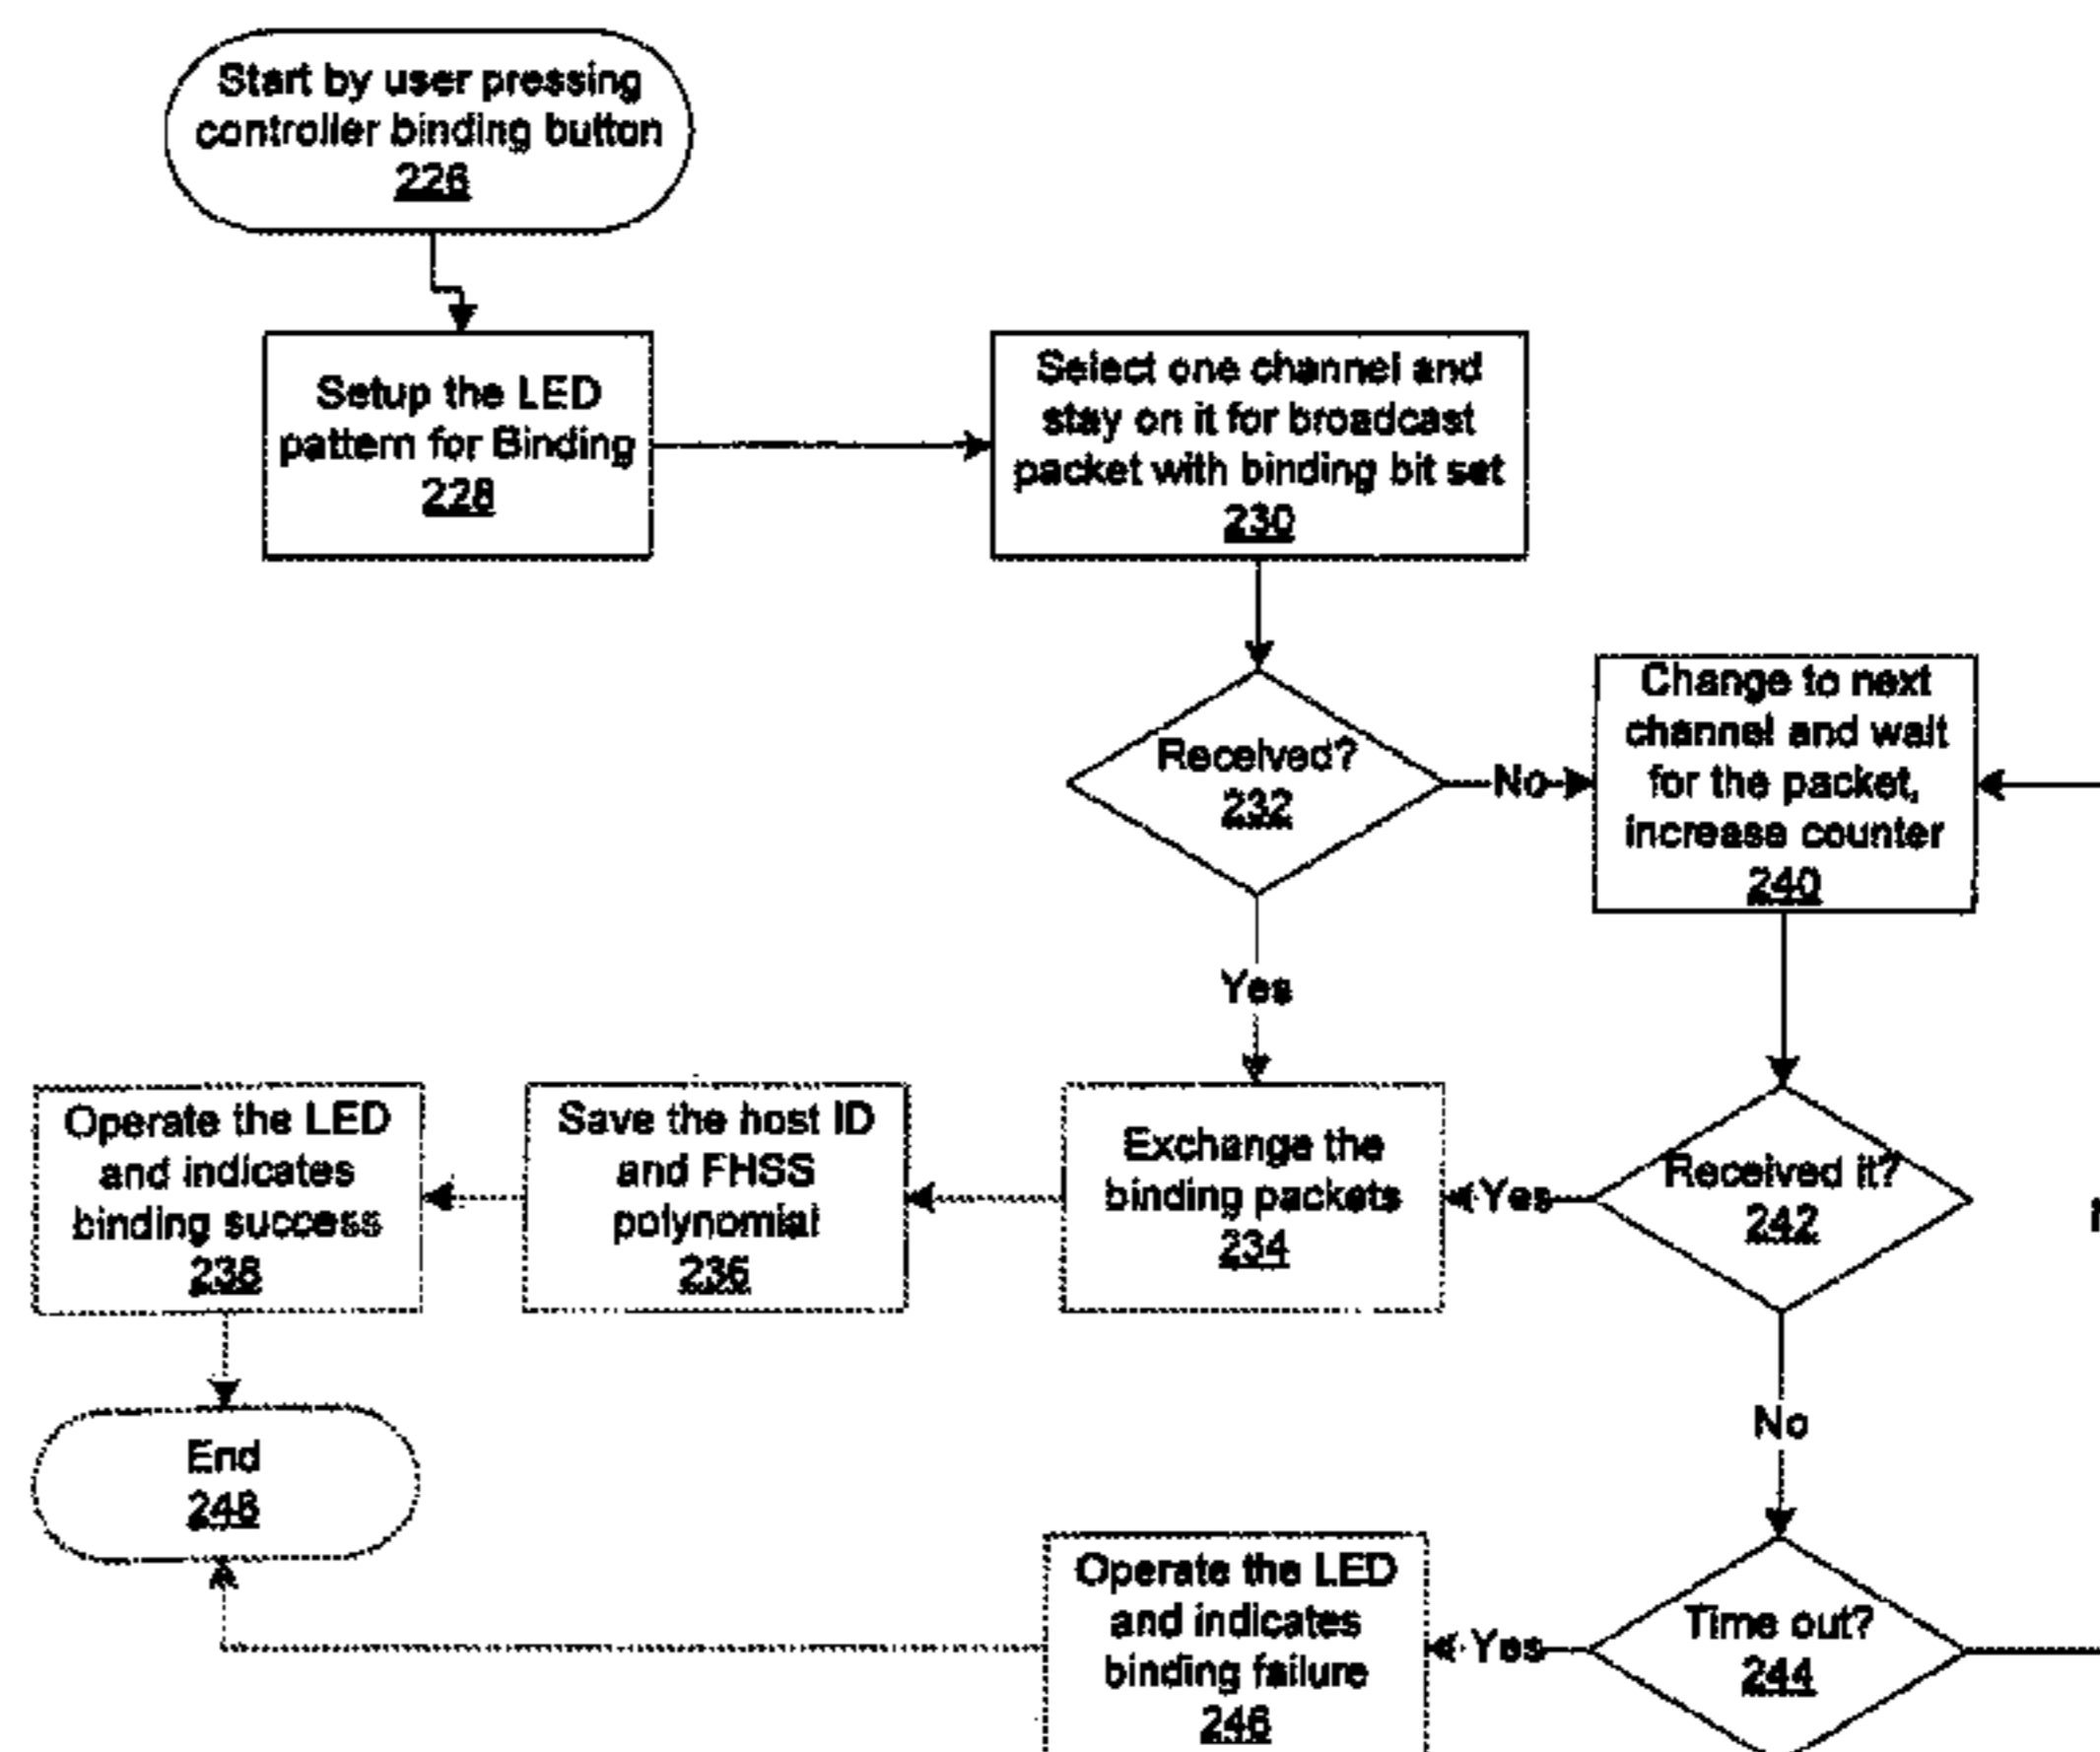 Start by user pressing
controller binding button
226
Setup the LED
pattern for Binding
228
Select one channel and
stay on it for broadcast
packet with binding bit set
230
Received?
232
No
Change to next
channel and wait
for the packet,
increase counter
240
Yes
Operate the LED
and indicates
binding success
238
Save the host ID
and FHSS
polynomial
236
Exchange the
binding packets
234
Yes
Received it?
242
No
End
248
Operate the LED
and indicates
binding failure
246
Yes
Time out?
244